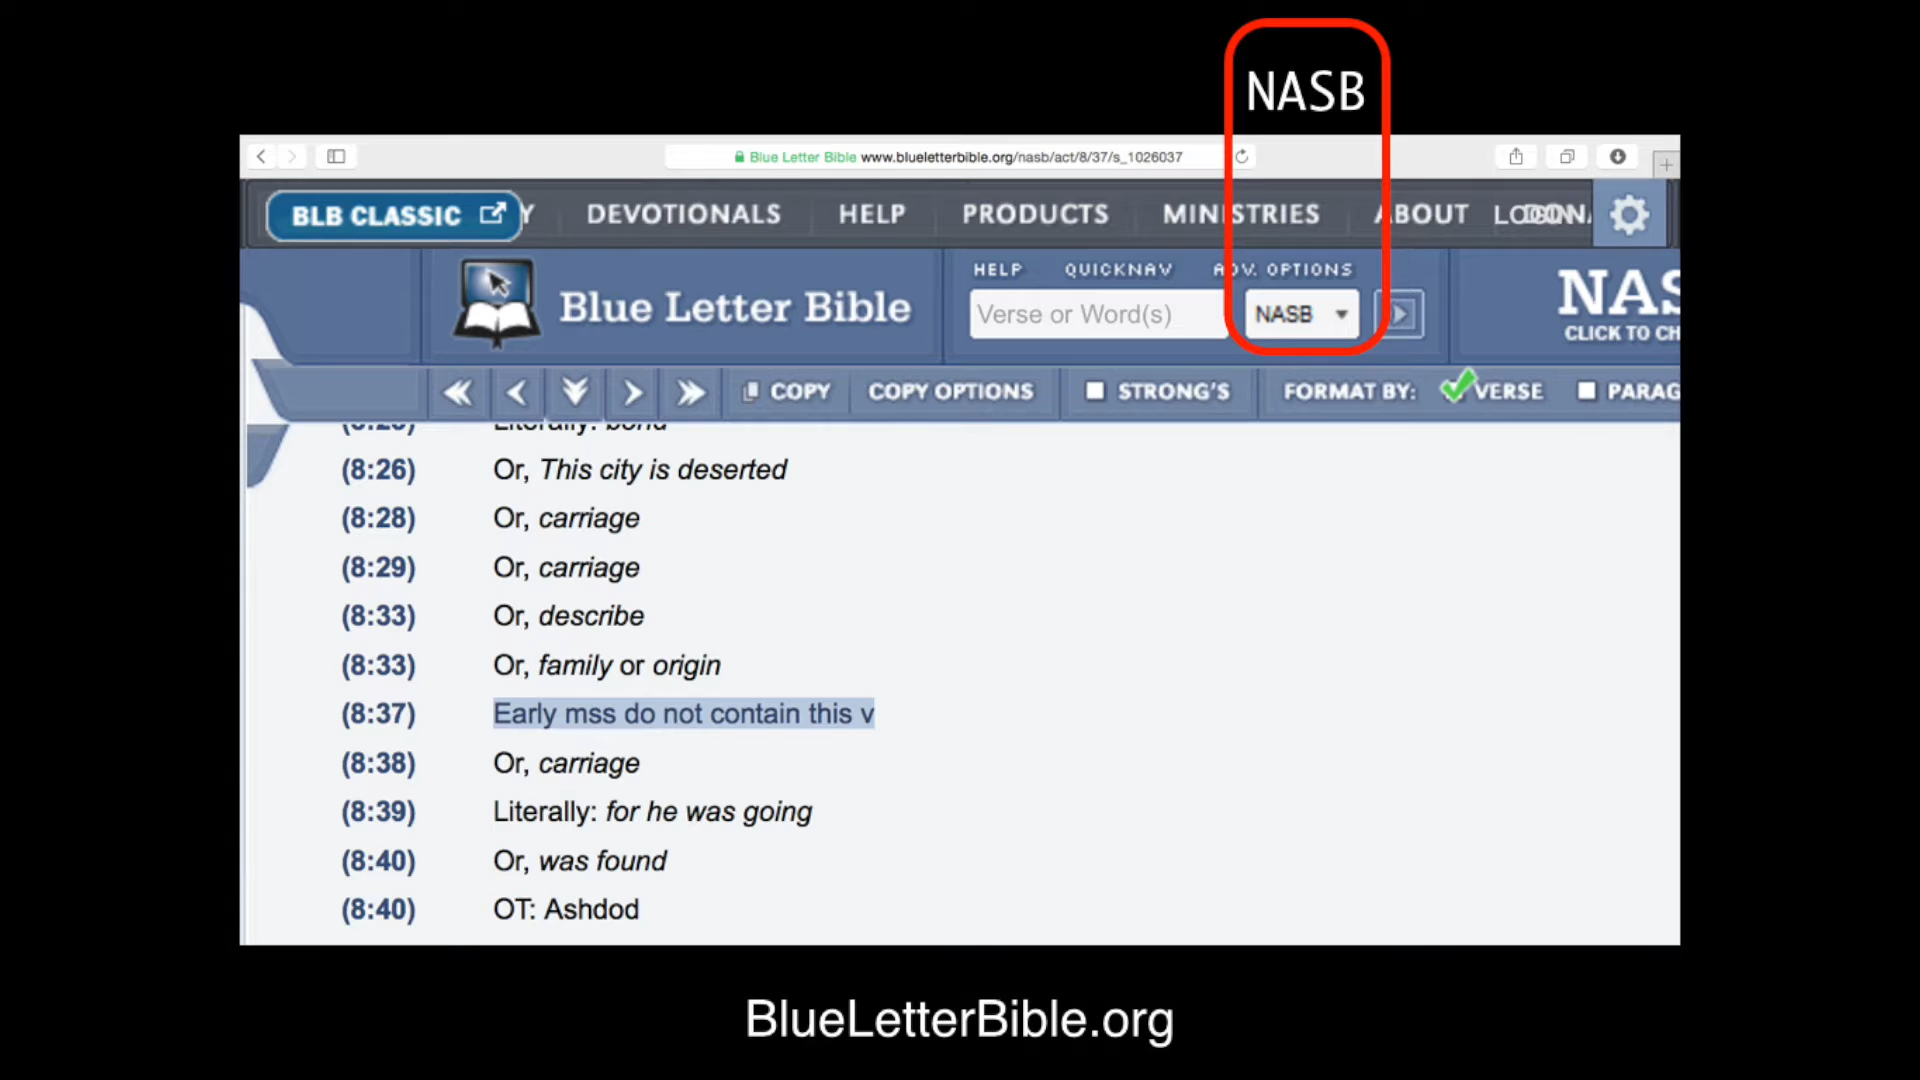 NASB
Blue Letter Bible www.blueletterbible.org/nasb/act/8/37/s_1026037
BLB CLASSIC Y DEVOTIONALS HELP PRODUCTS MINISTRIES ABOUT
HELP QUICKNAV ADV. OPTIONS
Blue Letter Bible Verse or Word(s) NASB NAS
CLICK TO CH
COPY COPY OPTIONS STRONG'S FORMAT BY: VERSE PARAG
Literally: bond
(8:26) Or, This city is deserted
(8:28) Or, carriage
(8:29) Or, carriage
(8:33) Or, describe
(8:33) Or, family or origin
(8:37) Early mss do not contain this v
(8:38) Or, carriage
(8:39) Literally: for he was going
(8:40) Or, was found
(8:40) OT: Ashdod
BlueLetterBible.org